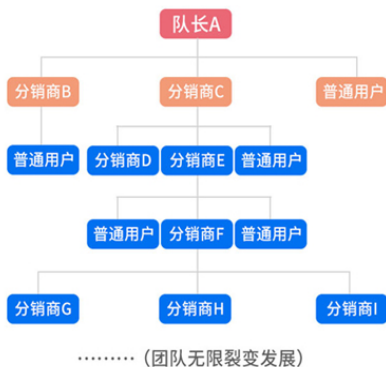 队长A
分销商B 分销商C 普通用户
普通用户 分销商D 分销商E 普通用户
普通用户 分销商F 普通用户
分销商G 分销商H 分销商I
………（团队无限裂变发展）